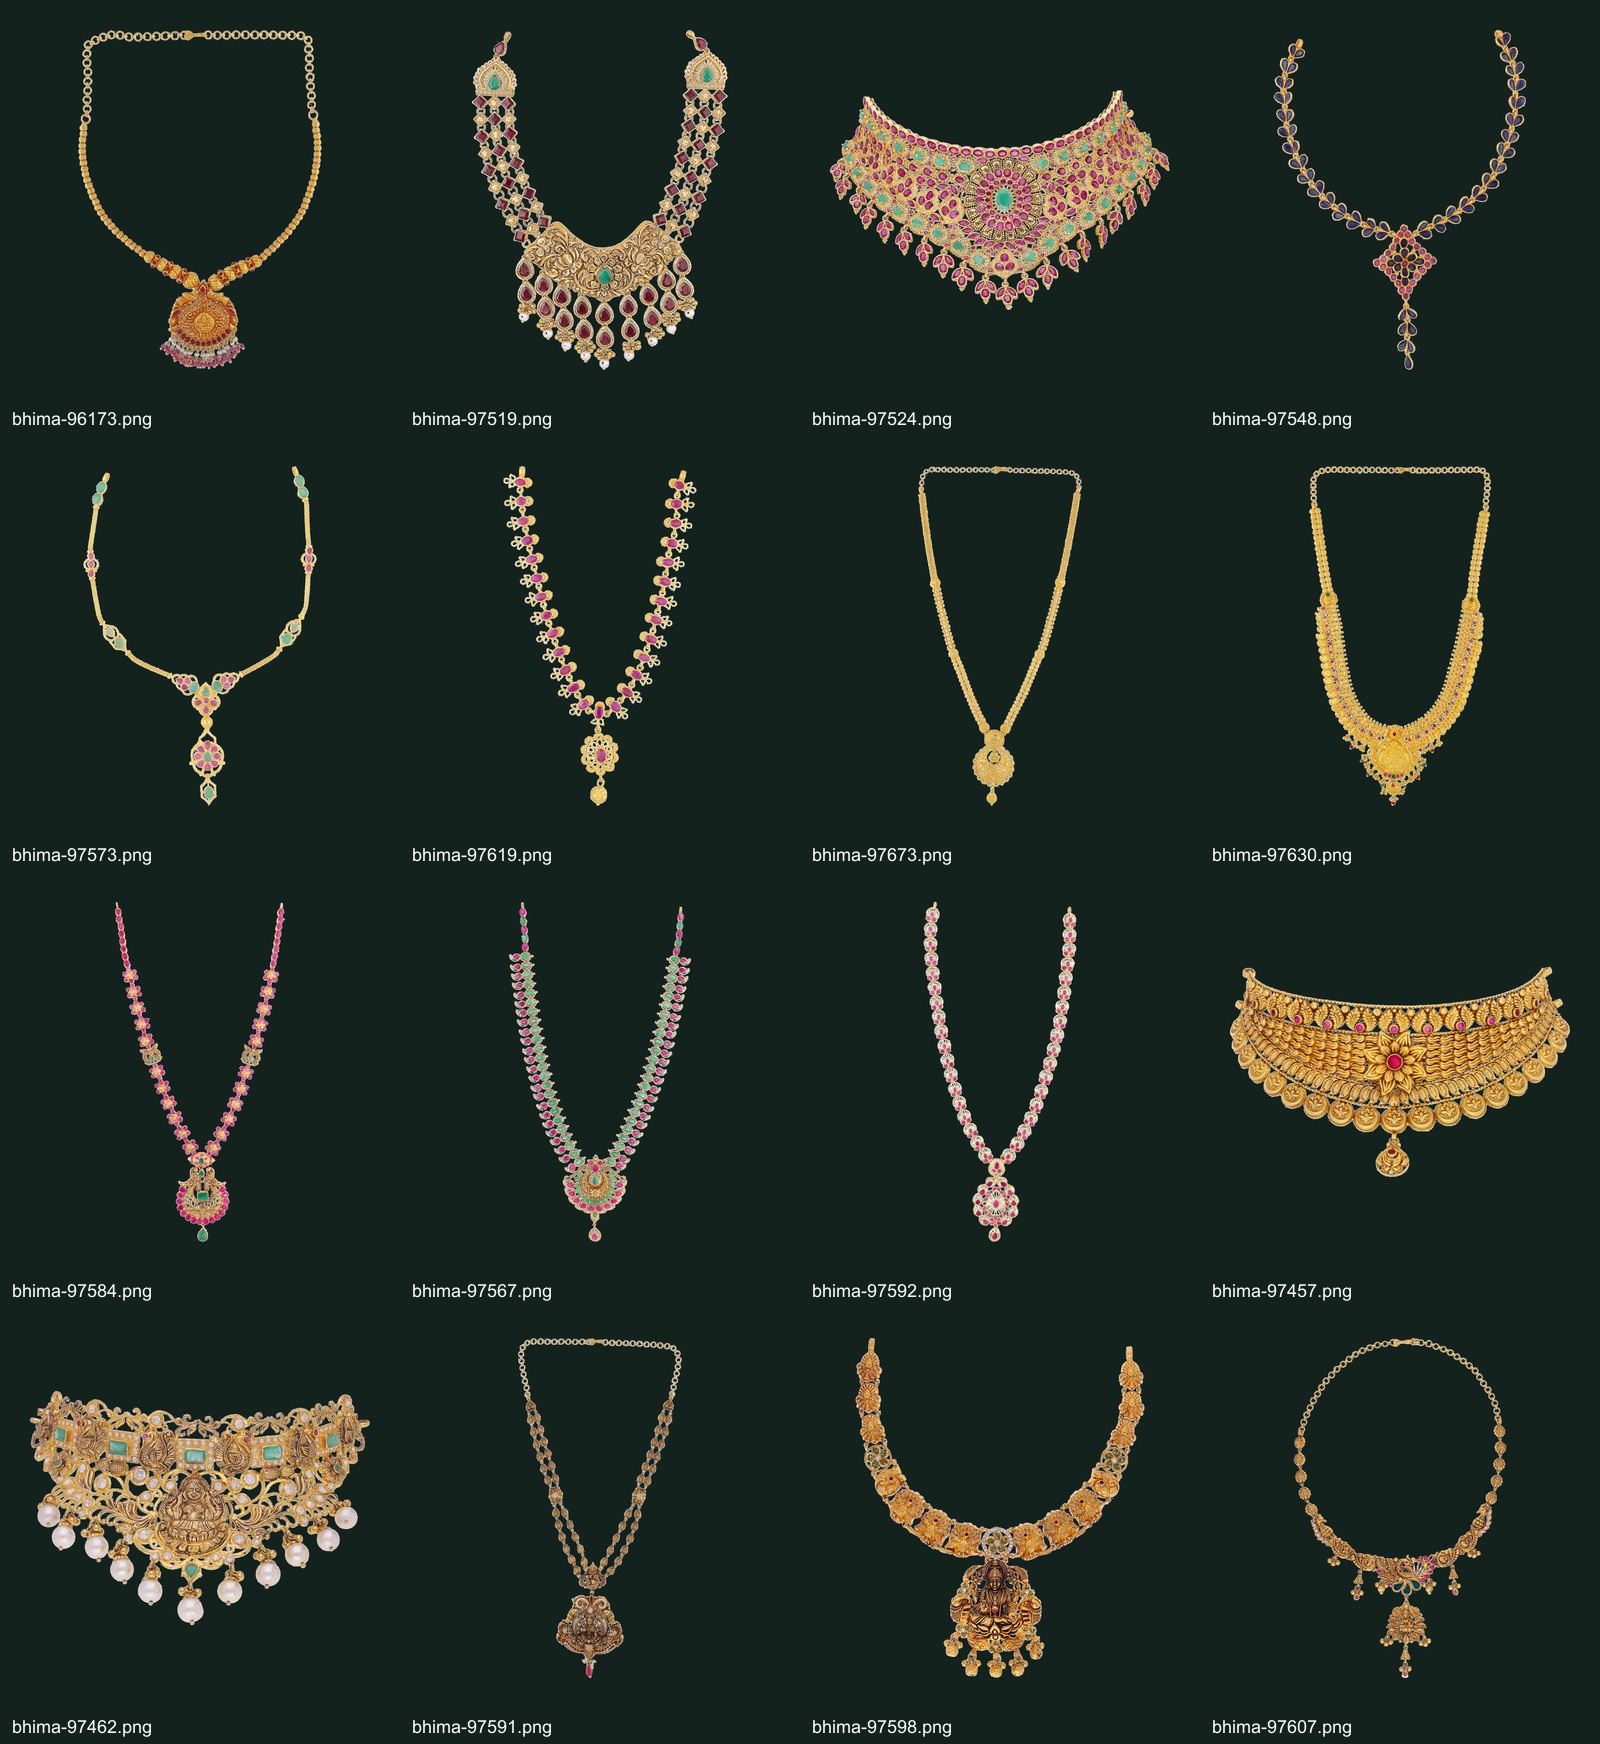 bhima-96173.png
bhima-97519.png
bhima-97524.png
bhima-97548.png
bhima-97573.png
bhima-97619.png
bhima-97673.png
bhima-97630.png
bhima-97584.png
bhima-97567.png
bhima-97592.png
bhima-97457.png
bhima-97462.png
bhima-97591.png
bhima-97598.png
bhima-97607.png